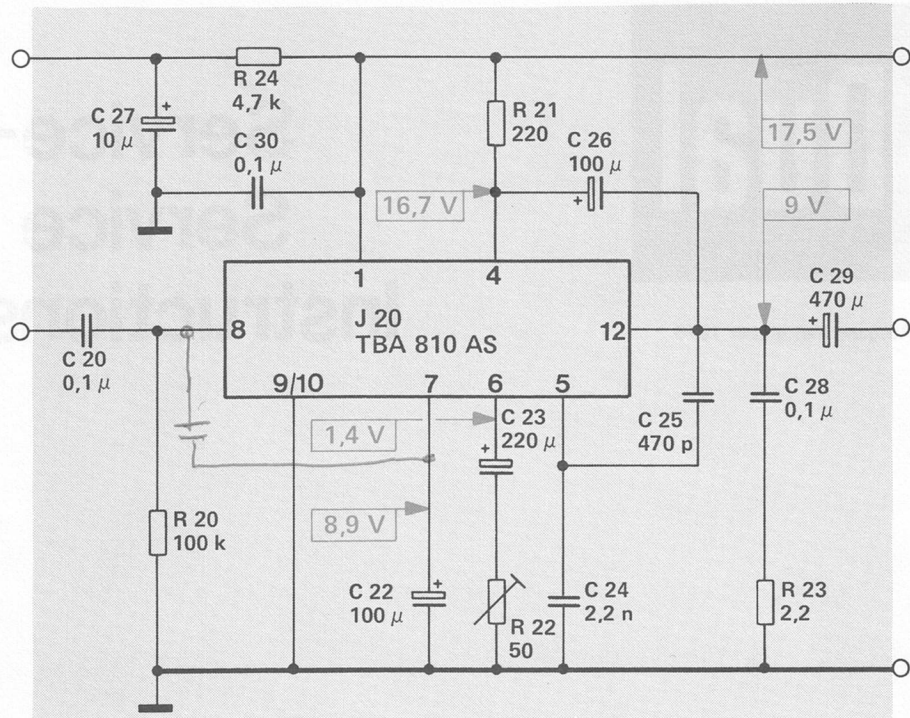 R 24
4,7 k
C 27
10 µ
C 30
0,1 µ
R 21
220
C 26
100 µ
17,5 V
16,7 V
9 V
1
4
C 29
470 µ
8
J 20
TBA 810 AS
12
C 20
0,1 µ
9/10
7
6
5
C 28
0,1 µ
C 23
220 µ
1,4 V
C 25
470 p
R 20
100 k
8,9 V
C 22
100 µ
R 22
50
C 24
2,2 n
R 23
2,2
Service-
Service
Instructions